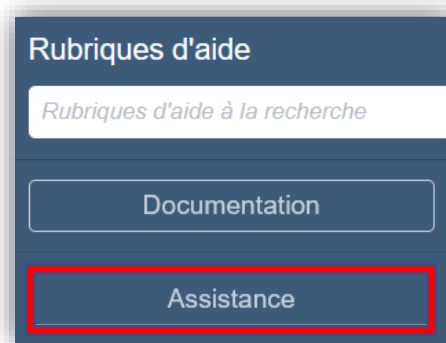 Rubriques d'aide
Rubriques d'aide à la recherche
Documentation
Assistance